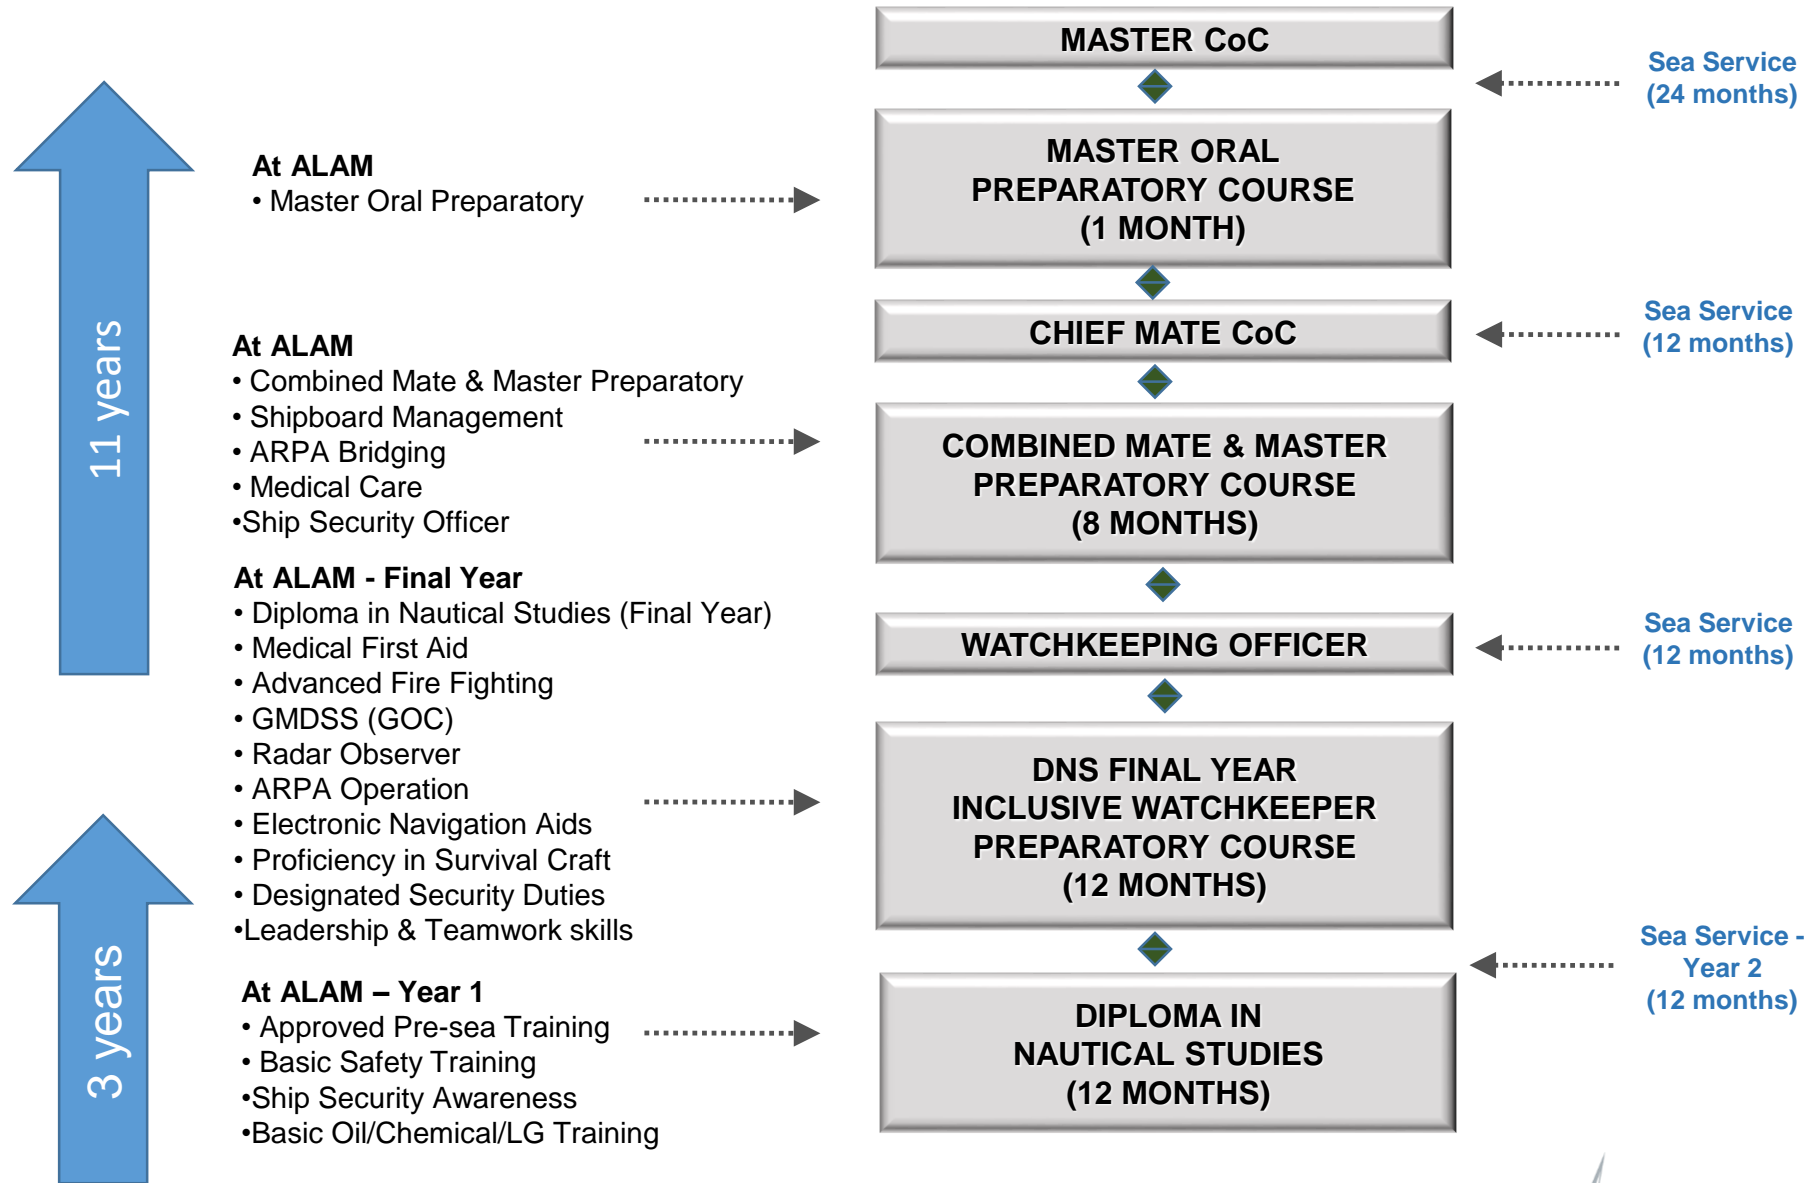 MASTER CoC
Sea Service
(24 months)
At ALAM
• Master Oral Preparatory
MASTER ORAL
PREPARATORY COURSE
(1 MONTH)
11 years
CHIEF MATE CoC
Sea Service
(12 months)
At ALAM
• Combined Mate & Master Preparatory
• Shipboard Management
• ARPA Bridging
• Medical Care
•Ship Security Officer
COMBINED MATE & MASTER
PREPARATORY COURSE
(8 MONTHS)
WATCHKEEPING OFFICER
Sea Service
(12 months)
At ALAM - Final Year
• Diploma in Nautical Studies (Final Year)
• Medical First Aid
• Advanced Fire Fighting
• GMDSS (GOC)
• Radar Observer
• ARPA Operation
• Electronic Navigation Aids
• Proficiency in Survival Craft
• Designated Security Duties
•Leadership & Teamwork skills
DNS FINAL YEAR
INCLUSIVE WATCHKEEPER
PREPARATORY COURSE
(12 MONTHS)
Sea Service -
Year 2
(12 months)
3 years
At ALAM – Year 1
• Approved Pre-sea Training
• Basic Safety Training
•Ship Security Awareness
•Basic Oil/Chemical/LG Training
DIPLOMA IN
NAUTICAL STUDIES
(12 MONTHS)